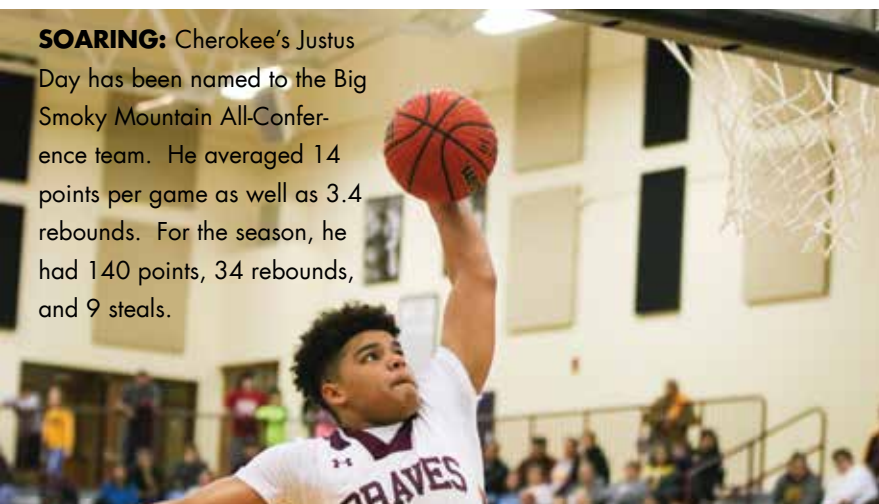 SOARING: Cherokee's Justus
Day has been named to the Big
Smoky Mountain All-Confer-
ence team. He averaged 14
points per game as well as 3.4
rebounds. For the season, he
had 140 points, 34 rebounds,
and 9 steals.
BRAVES